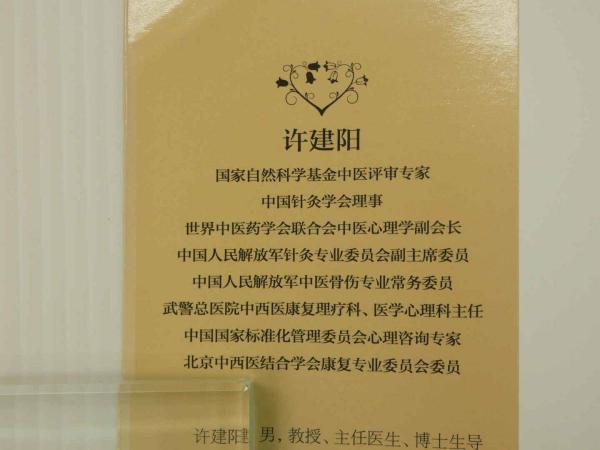 许建阳
国家自然科学基金中医评审专家
中国针灸学会理事
世界中医药学会联合会中医心理学副会长
中国人民解放军针灸专业委员会副主席委员
中国人民解放军中医骨伤专业常务委员
武警总医院中西医康复理疗科、医学心理科主任
中国国家标准化管理委员会心理咨询专家
北京中西医结合学会康复专业委员会委员
许建阳 男，教授、主任医生、博士生导